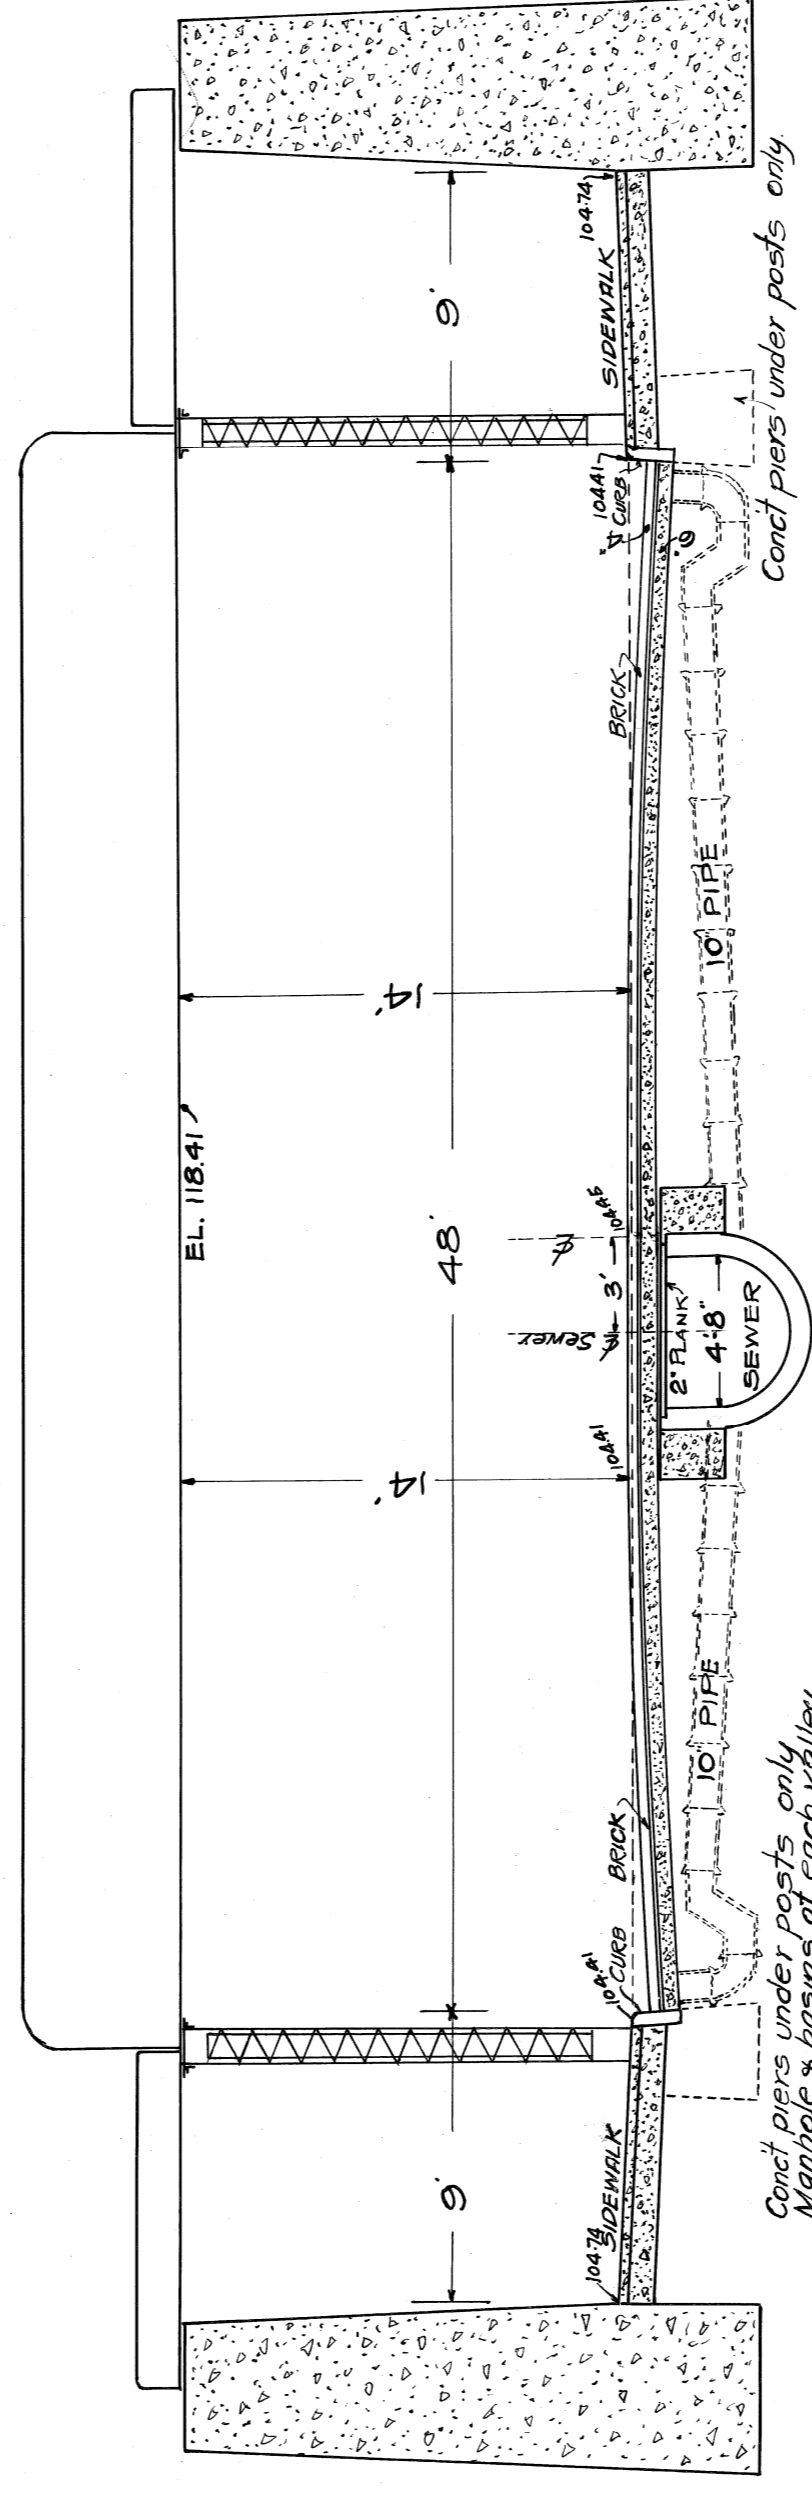 EL. 118.41
14'
14'
9'
48'
9'
104.74
SIDEWALK
104.41
CURB
BRICK
104.41
℄ Sewer
3'
℄
104.45
BRICK
4"
104.41
CURB
SIDEWALK
104.74
6"
10" PIPE
2" PLANK
4'-8"
SEWER
10" PIPE
Conc't piers under posts only
Manhole & basins at each valley
Conc't piers under posts only.